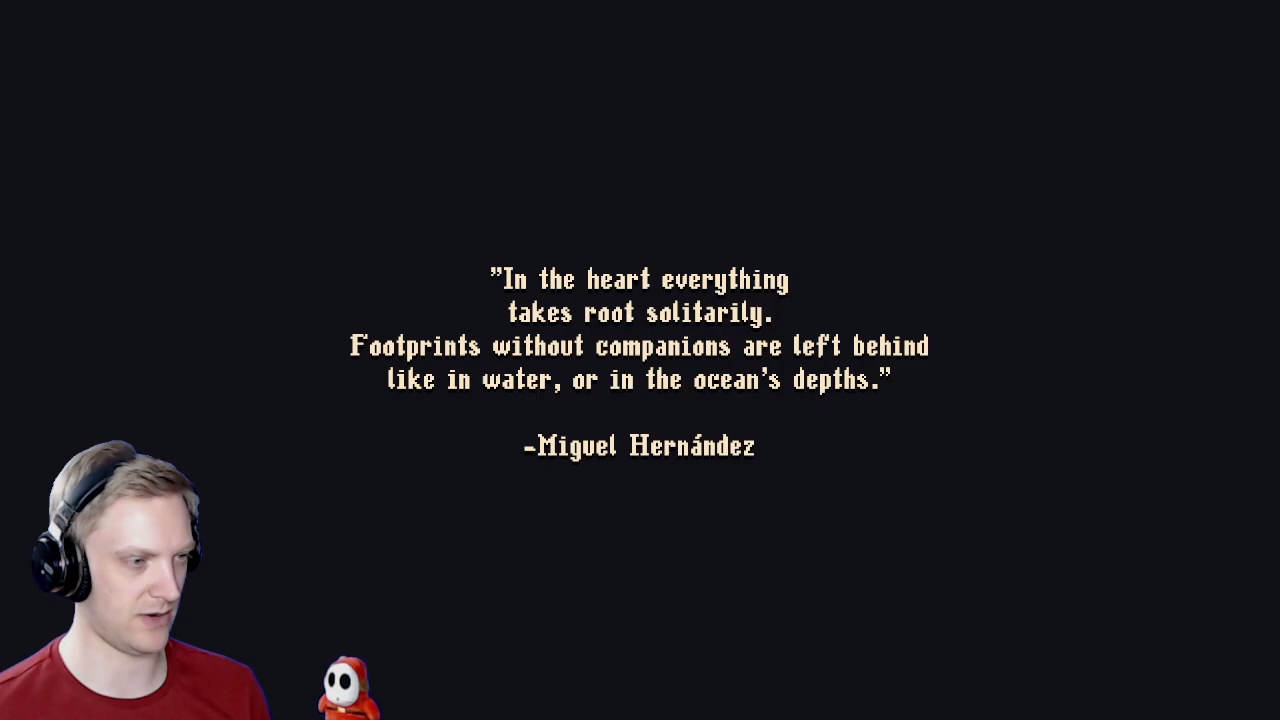 "In the heart everything
takes root solitarily.
Footprints without companions are left behind
like in water, or in the ocean's depths."
-Miguel Hernández